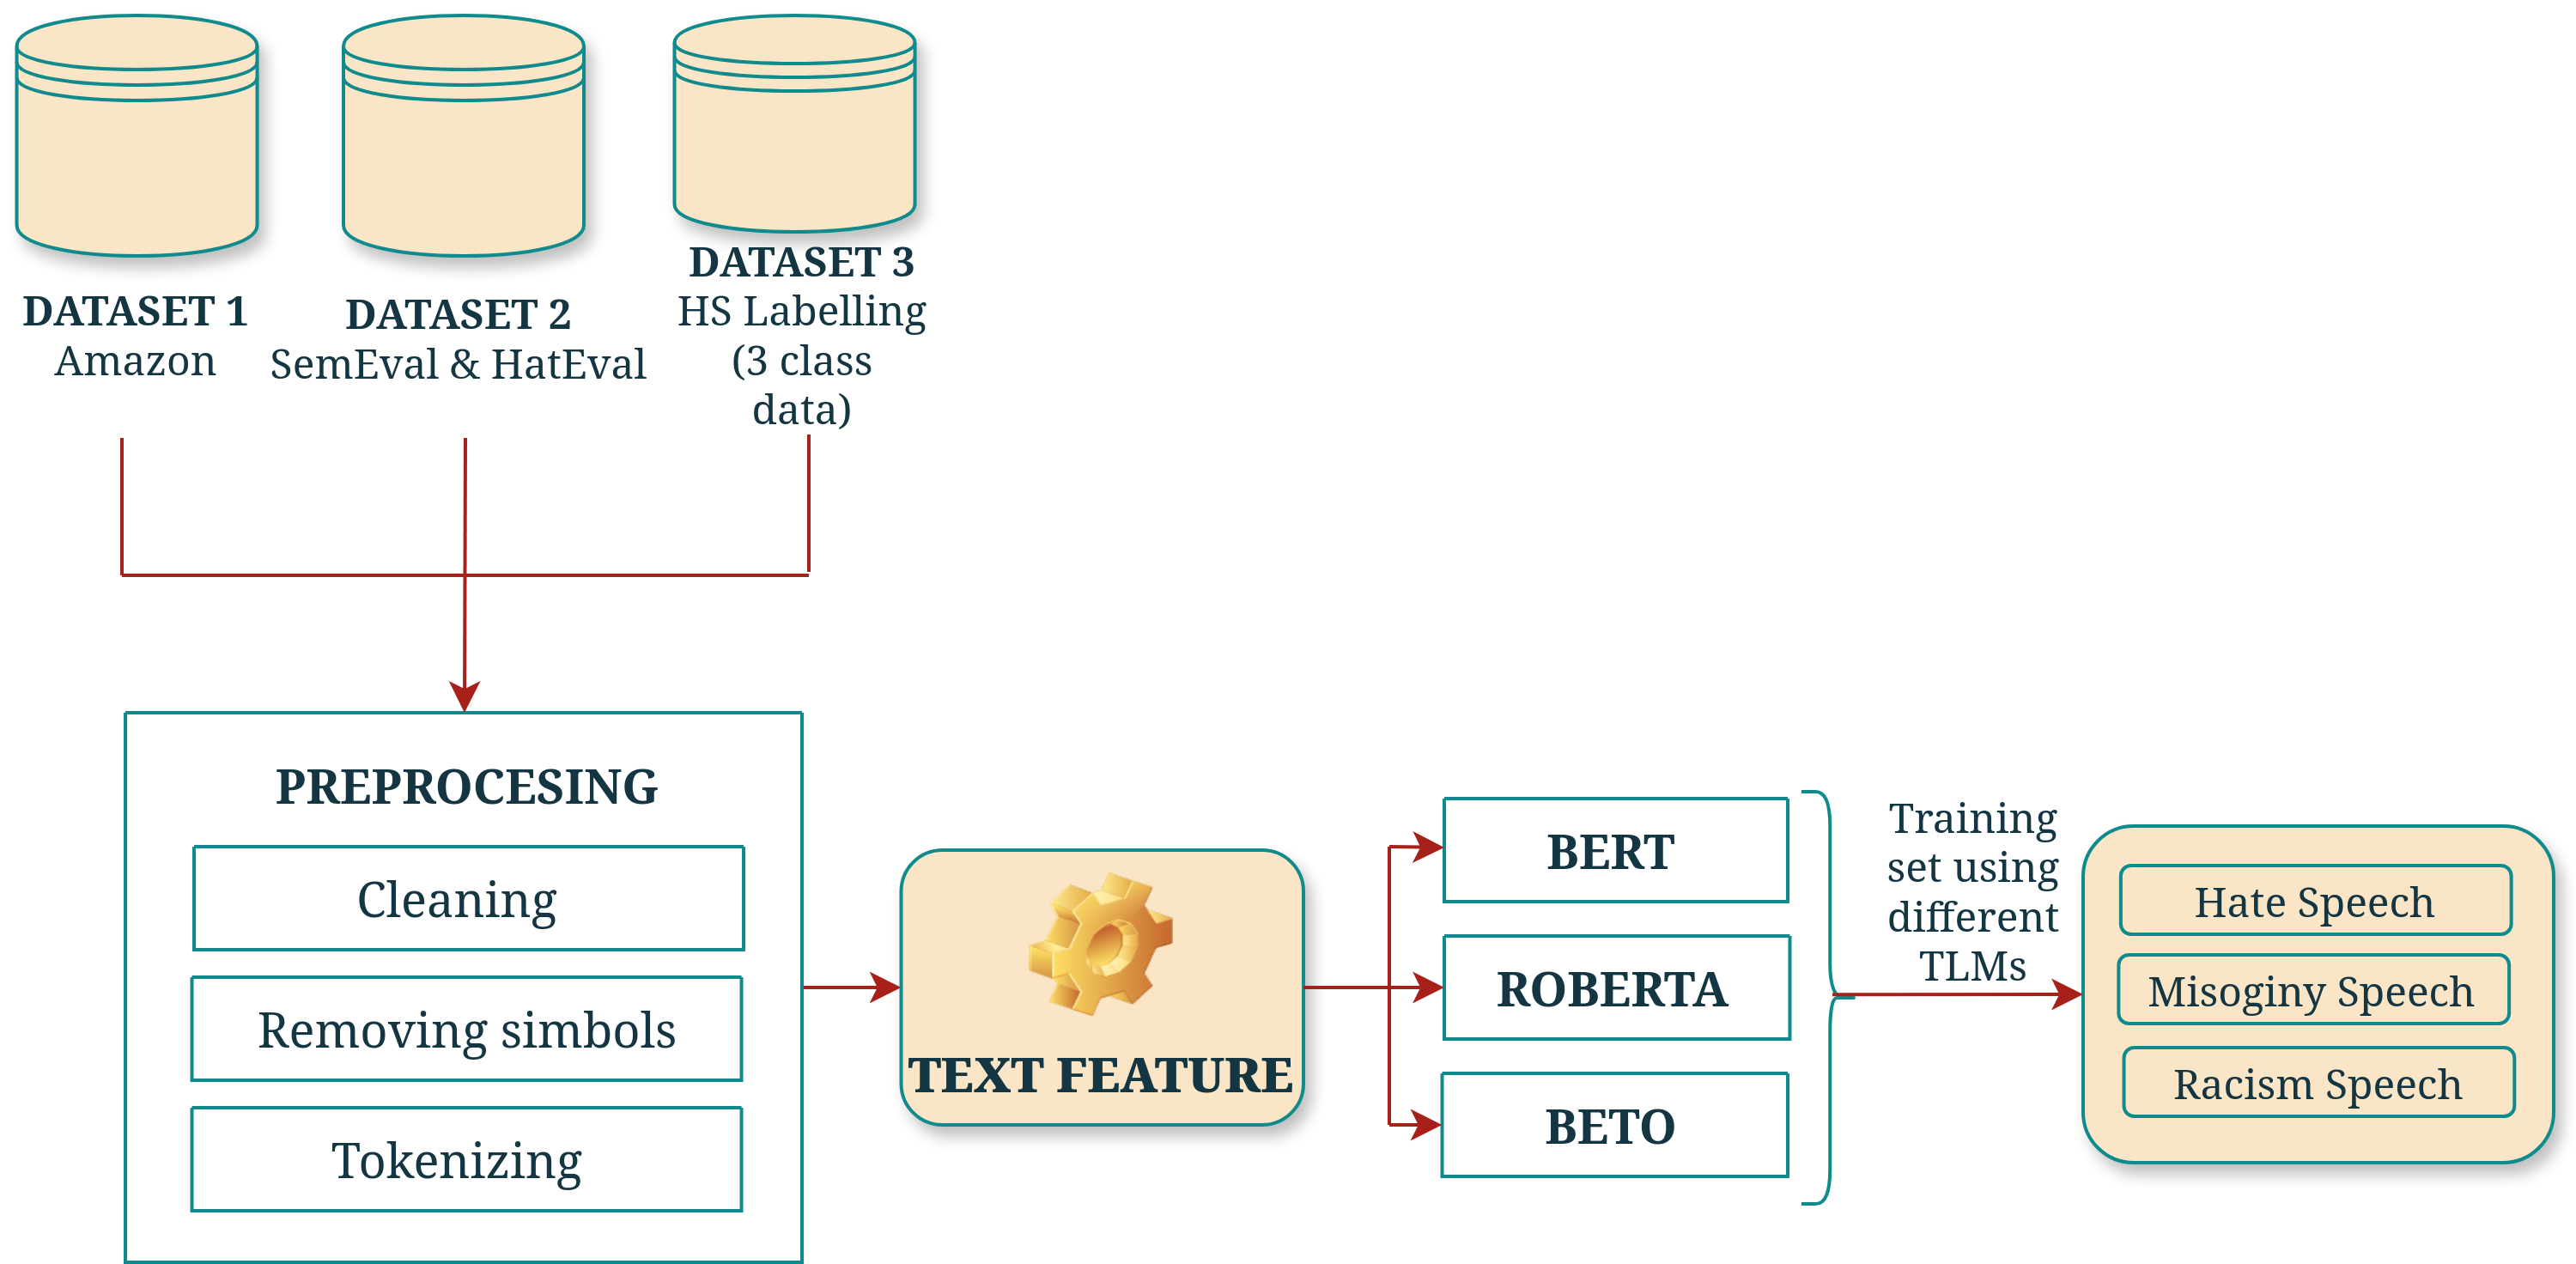 DATASET 1
Amazon
DATASET 2
SemEval & HatEval
DATASET 3
HS Labelling
(3 class
data)
PREPROCESING
Cleaning
Removing simbols
Tokenizing
TEXT FEATURE
BERT
ROBERTA
BETO
Training
set using
different
TLMs
Hate Speech
Misoginy Speech
Racism Speech